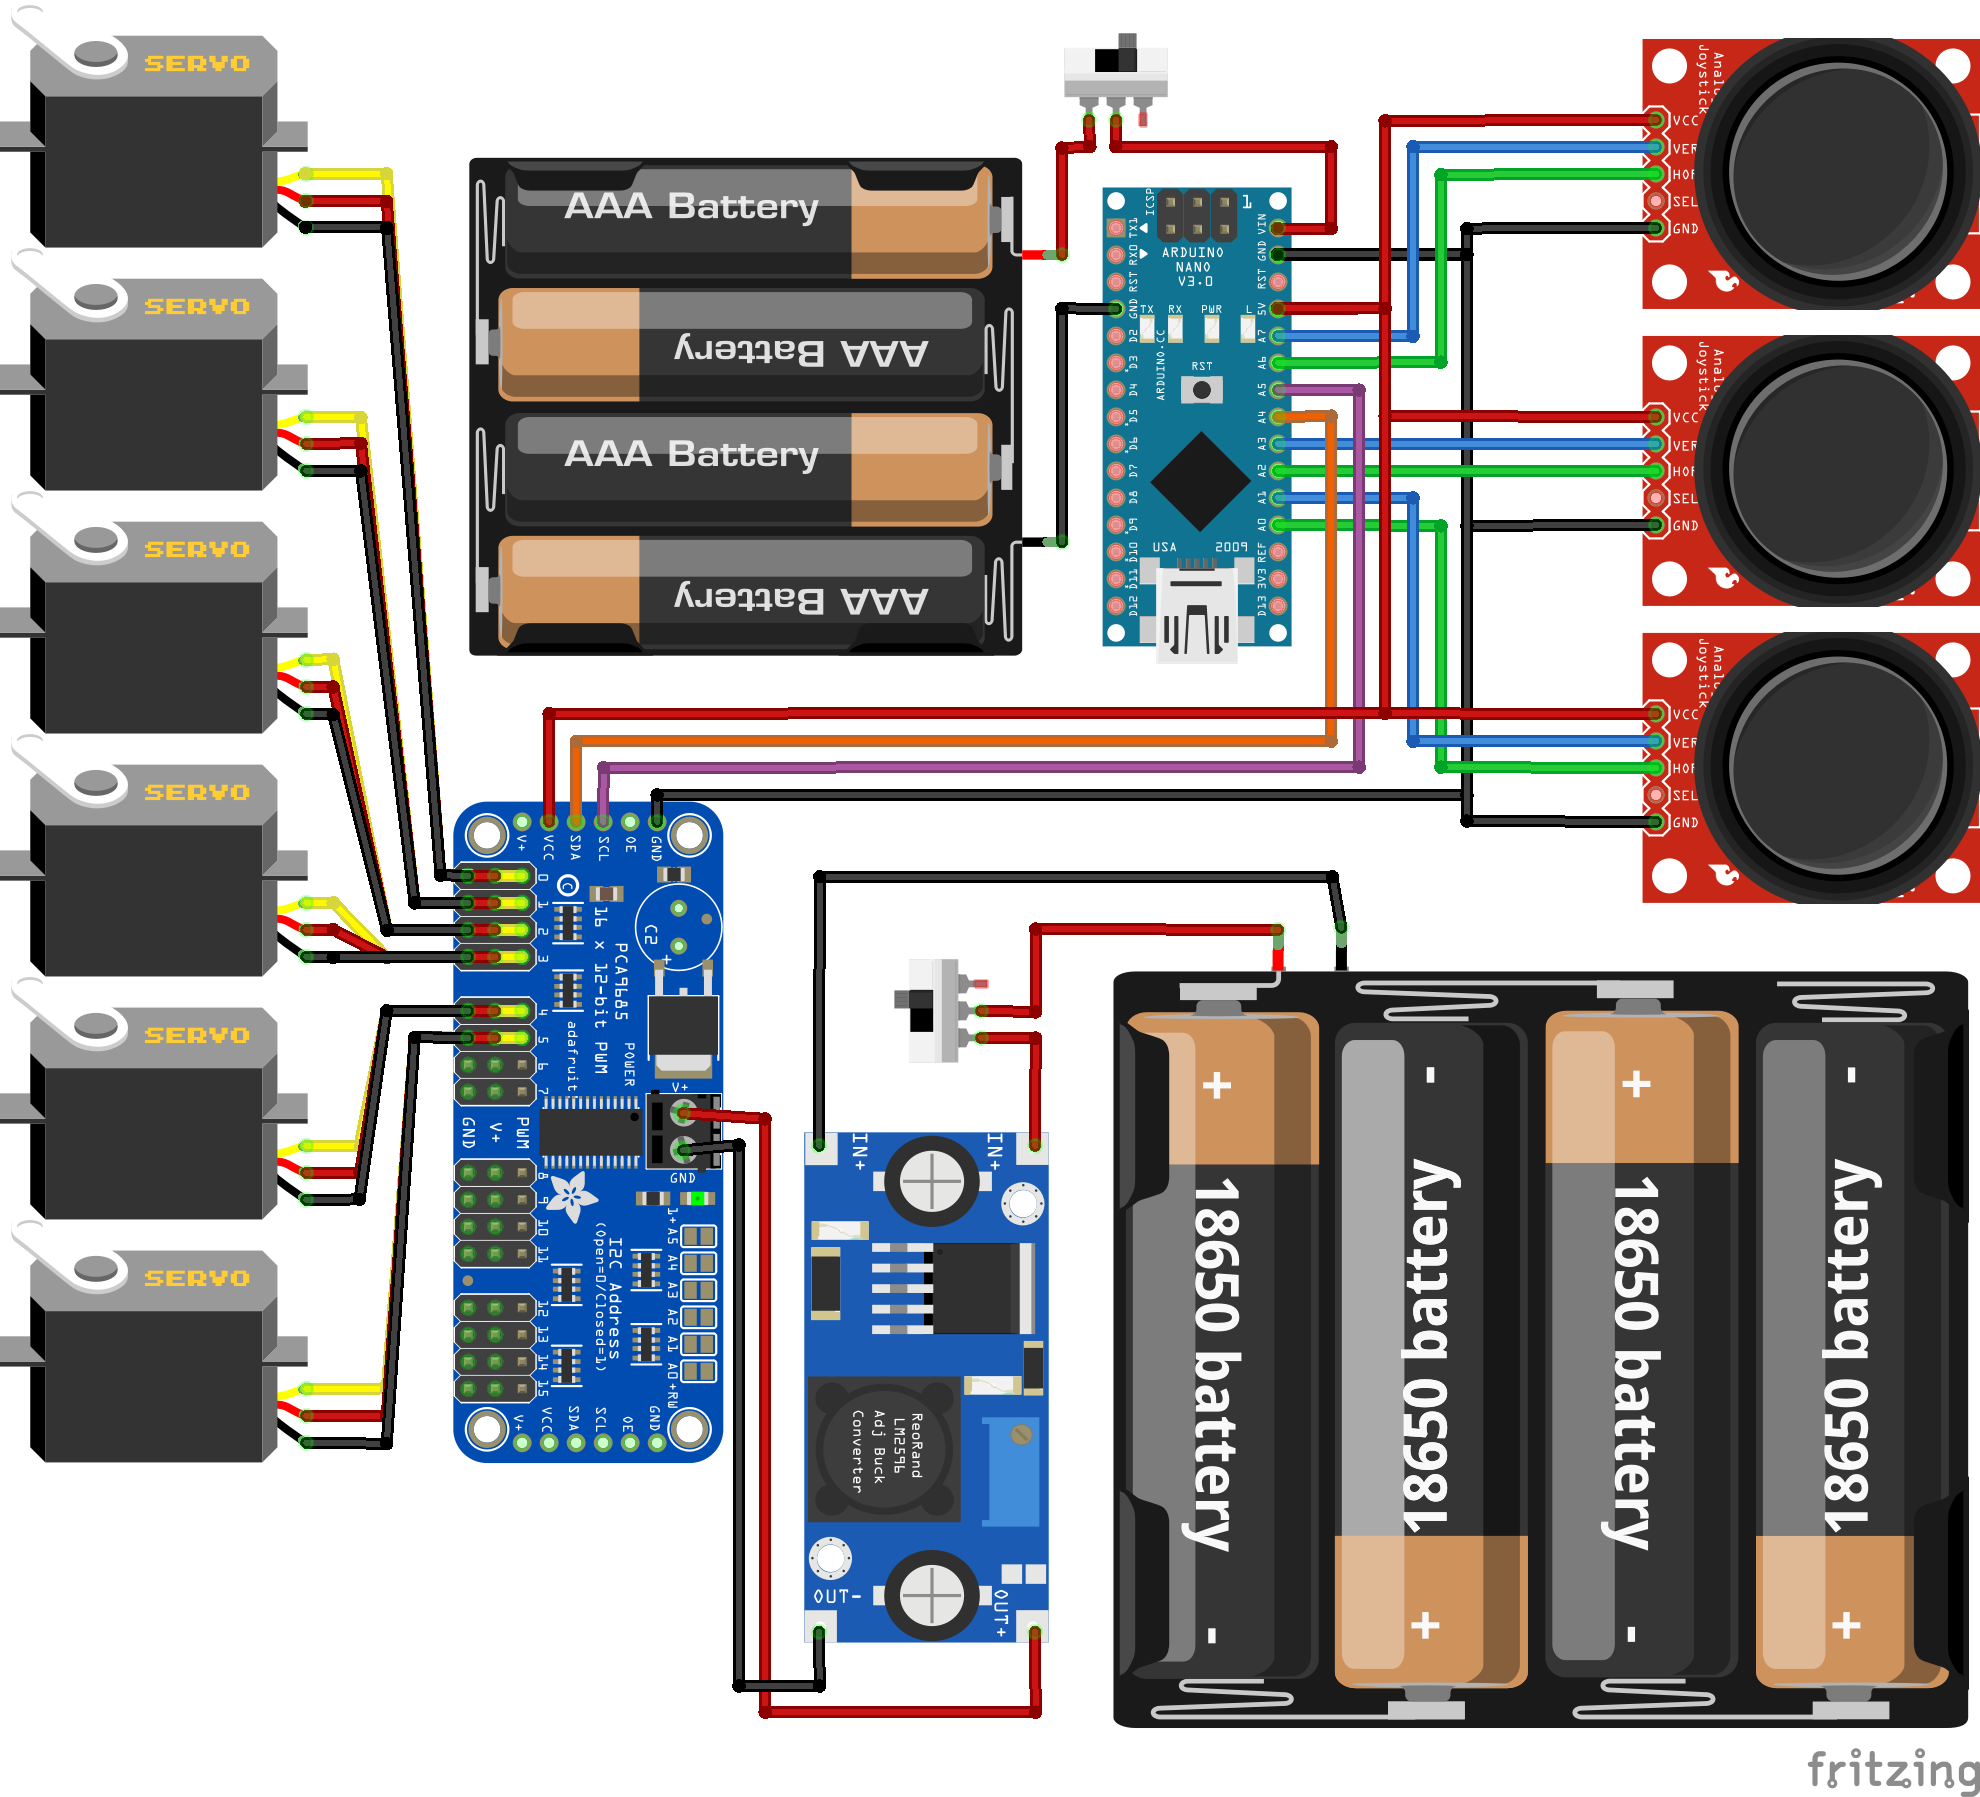 SERVO
SERVO
SERVO
SERVO
SERVO
SERVO
AAA Battery
AAA Battery
AAA Battery
AAA Battery
ICSP
1
ARDUINO
NANO
V3.0
TX
RX
PWR
L
RST
ARDUINO.CC
USA
2009
TX1
RX0
RST
GND
D2
D3
D4
D5
D6
D7
D8
D9
D10
D11
D12
VIN
GND
RST
5V
A7
A6
A5
A4
A3
A2
A1
A0
REF
3V3
D13
VCC
VER
HOR
SEL
GND
VCC
VER
HOR
SEL
GND
VCC
VER
HOR
SEL
GND
V+
VCC
SDA
SCL
OE
GND
0
1
2
3
4
5
6
7
GND
V+
PWM
8
9
10
11
12
13
14
15
C2
+
16 x 12-bit PWM
PCA9685
adafruit
POWER
V+
GND
I2C Address
(Open=0/Closed=1)
A5
A4
A3
A2
A1
A0
V+
VCC
SDA
SCL
OE
GND
IN+
IN+
ReoRand
LM2596
Adj Buck
Converter
OUT-
OUT+
+
18650 battery
-
-
18650 battery
+
+
18650 battery
-
-
18650 battery
+
fritzing